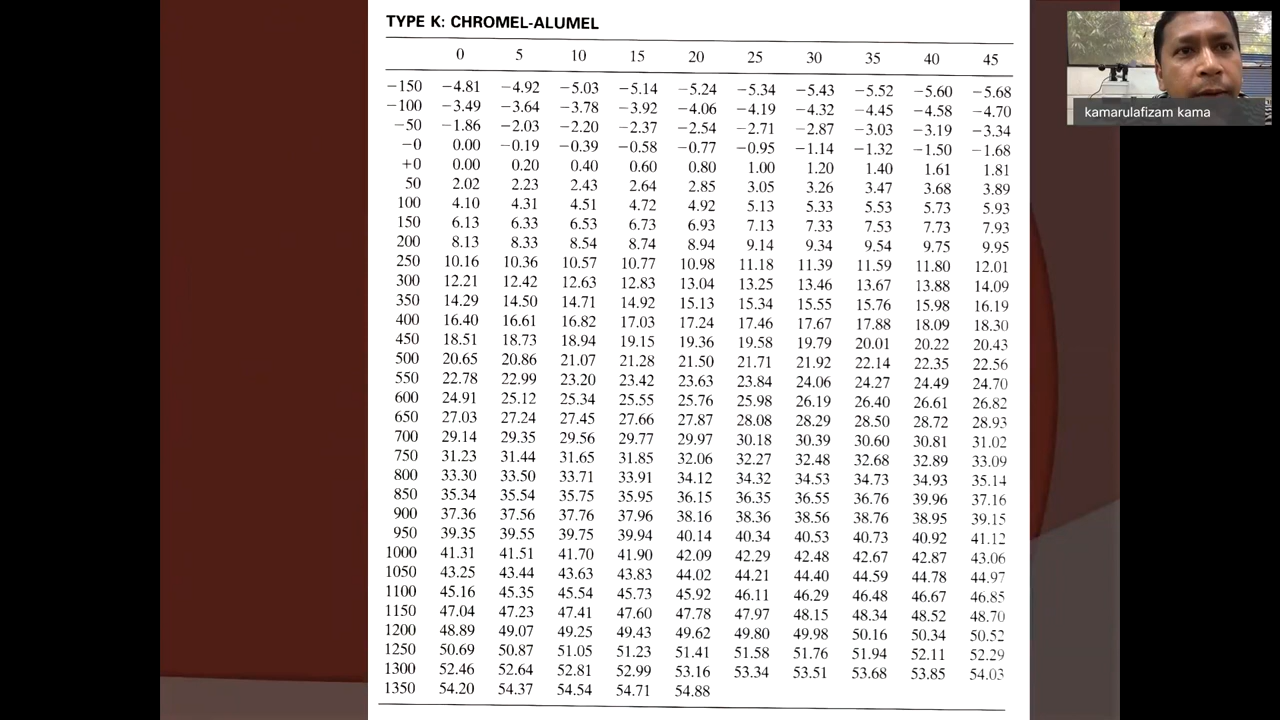 TYPE K: CHROMEL-ALUMEL
0 5 10 15 20 25 30 35 40 45
−150 −4.81 −4.92 −5.03 −5.14 −5.24 −5.34 −5.43 −5.52 −5.60 −5.68
−100 −3.49 −3.64 −3.78 −3.92 −4.06 −4.19 −4.32 −4.45 −4.58 −4.70
−50 −1.86 −2.03 −2.20 −2.37 −2.54 −2.71 −2.87 −3.03 −3.19 −3.34
−0 0.00 −0.19 −0.39 −0.58 −0.77 −0.95 −1.14 −1.32 −1.50 −1.68
+0 0.00 0.20 0.40 0.60 0.80 1.00 1.20 1.40 1.61 1.81
50 2.02 2.23 2.43 2.64 2.85 3.05 3.26 3.47 3.68 3.89
100 4.10 4.31 4.51 4.72 4.92 5.13 5.33 5.53 5.73 5.93
150 6.13 6.33 6.53 6.73 6.93 7.13 7.33 7.53 7.73 7.93
200 8.13 8.33 8.54 8.74 8.94 9.14 9.34 9.54 9.75 9.95
250 10.16 10.36 10.57 10.77 10.98 11.18 11.39 11.59 11.80 12.01
300 12.21 12.42 12.63 12.83 13.04 13.25 13.46 13.67 13.88 14.09
350 14.29 14.50 14.71 14.92 15.13 15.34 15.55 15.76 15.98 16.19
400 16.40 16.61 16.82 17.03 17.24 17.46 17.67 17.88 18.09 18.30
450 18.51 18.73 18.94 19.15 19.36 19.58 19.79 20.01 20.22 20.43
500 20.65 20.86 21.07 21.28 21.50 21.71 21.92 22.14 22.35 22.56
550 22.78 22.99 23.20 23.42 23.63 23.84 24.06 24.27 24.49 24.70
600 24.91 25.12 25.34 25.55 25.76 25.98 26.19 26.40 26.61 26.82
650 27.03 27.24 27.45 27.66 27.87 28.08 28.29 28.50 28.72 28.93
700 29.14 29.35 29.56 29.77 29.97 30.18 30.39 30.60 30.81 31.02
750 31.23 31.44 31.65 31.85 32.06 32.27 32.48 32.68 32.89 33.09
800 33.30 33.50 33.71 33.91 34.12 34.32 34.53 34.73 34.93 35.14
850 35.34 35.54 35.75 35.95 36.15 36.35 36.55 36.76 39.96 37.16
900 37.36 37.56 37.76 37.96 38.16 38.36 38.56 38.76 38.95 39.15
950 39.35 39.55 39.75 39.94 40.14 40.34 40.53 40.73 40.92 41.12
1000 41.31 41.51 41.70 41.90 42.09 42.29 42.48 42.67 42.87 43.06
1050 43.25 43.44 43.63 43.83 44.02 44.21 44.40 44.59 44.78 44.97
1100 45.16 45.35 45.54 45.73 45.92 46.11 46.29 46.48 46.67 46.85
1150 47.04 47.23 47.41 47.60 47.78 47.97 48.15 48.34 48.52 48.70
1200 48.89 49.07 49.25 49.43 49.62 49.80 49.98 50.16 50.34 50.52
1250 50.69 50.87 51.05 51.23 51.41 51.58 51.76 51.94 52.11 52.29
1300 52.46 52.64 52.81 52.99 53.16 53.34 53.51 53.68 53.85 54.03
1350 54.20 54.37 54.54 54.71 54.88
kamarulafizam kama